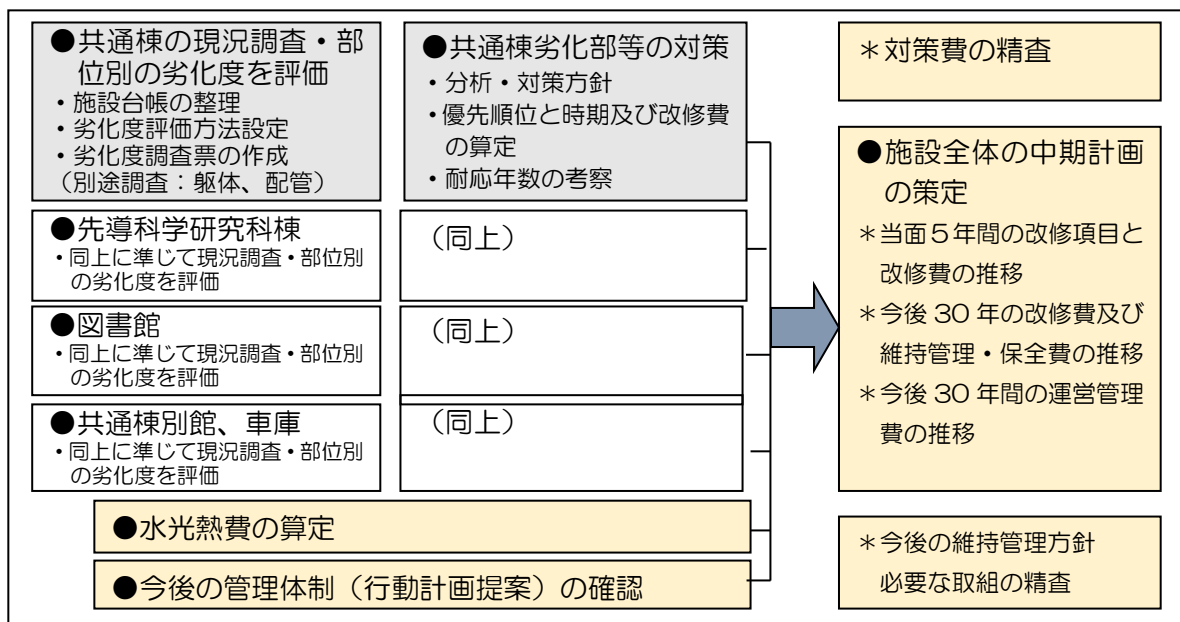 ●共通棟の現況調査・部
位別の劣化度を評価
・施設台帳の整理
・劣化度評価方法設定
・劣化度調査票の作成
（別途調査：躯体、配管）
●共通棟劣化部等の対策
・分析・対策方針
・優先順位と時期及び改修費
の算定
・耐応年数の考察
●先導科学研究科棟
・同上に準じて現況調査・部位別
の劣化度を評価
（同上）
●図書館
・同上に準じて現況調査・部位別
の劣化度を評価
（同上）
●共通棟別館、車庫
・同上に準じて現況調査・部位別
の劣化度を評価
（同上）
●水光熱費の算定
●今後の管理体制（行動計画提案）の確認
＊対策費の精査
●施設全体の中期計画
の策定
＊当面５年間の改修項目と
改修費の推移
＊今後 30 年の改修費及び
維持管理・保全費の推移
＊今後 30 年間の運営管理
費の推移
＊今後の維持管理方針
必要な取組の精査